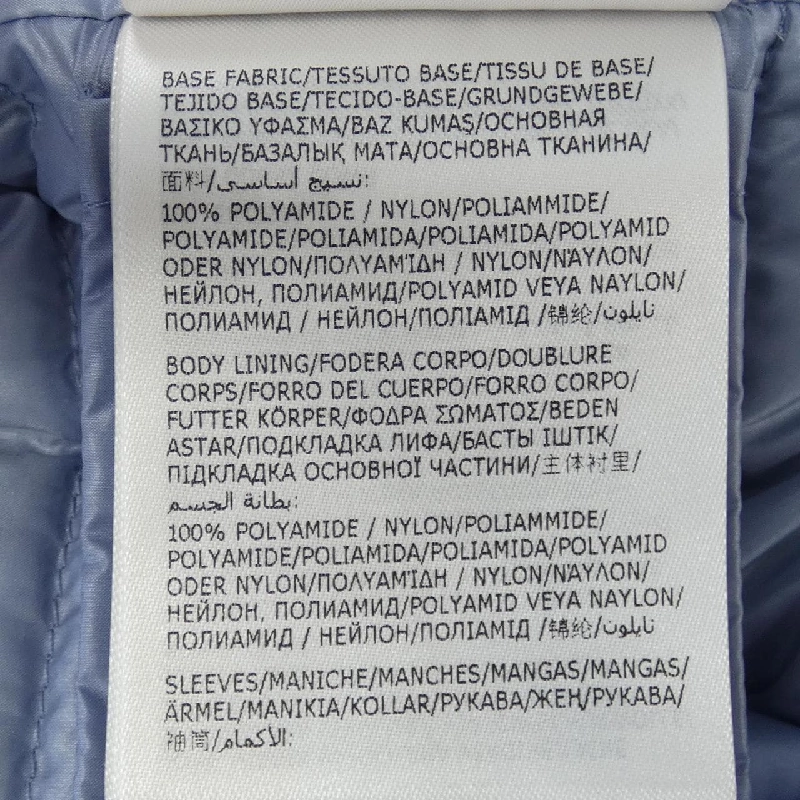 BASE FABRIC/TESSUTO BASE/TISSU DE BASE/
TEJIDO BASE/TECIDO-BASE/GRUNDGEWEBE/
ΒΑΣΙΚΟ ΥΦΑΣΜΑ/BAZ KUMAŞ/ОСНОВНАЯ
ТКАНЬ/БАЗАЛЫҚ МАТА/ОСНОВНА ТКАНИНА/
面料/نسيج أساسي:
100% POLYAMIDE / NYLON/POLIAMMIDE/
POLYAMIDE/POLIAMIDA/POLIAMIDA/POLYAMID
ODER NYLON/ΠΟΛΥΑΜΊΔΗ / NYLON/ΝΆΥΛΟΝ/
НЕЙЛОН, ПОЛИАМИД/POLYAMID VEYA NAYLON/
ПОЛИАМИД / НЕЙЛОН/ПОЛІАМІД /锦纶/نايلون
BODY LINING/FODERA CORPO/DOUBLURE
CORPS/FORRO DEL CUERPO/FORRO CORPO/
FUTTER KÖRPER/ΦΟΔΡΑ ΣΩΜΑΤΟΣ/BEDEN
ASTAR/ПОДКЛАДКА ЛИФА/БАСТЫ ІШТІК/
ПІДКЛАДКА ОСНОВНОЇ ЧАСТИНИ/主体衬里/
بطانة الجسم:
100% POLYAMIDE / NYLON/POLIAMMIDE/
POLYAMIDE/POLIAMIDA/POLIAMIDA/POLYAMID
ODER NYLON/ΠΟΛΥΑΜΊΔΗ / NYLON/ΝΆΥΛΟΝ/
НЕЙЛОН, ПОЛИАМИД/POLYAMID VEYA NAYLON/
ПОЛИАМИД / НЕЙЛОН/ПОЛІАМІД /锦纶/نايلون
SLEEVES/MANICHE/MANCHES/MANGAS/MANGAS/
ÄRMEL/ΜΑΝΙΚΙΑ/KOLLAR/РУКАВА/ЖЕҢ/РУКАВА/
袖筒/الأكمام: